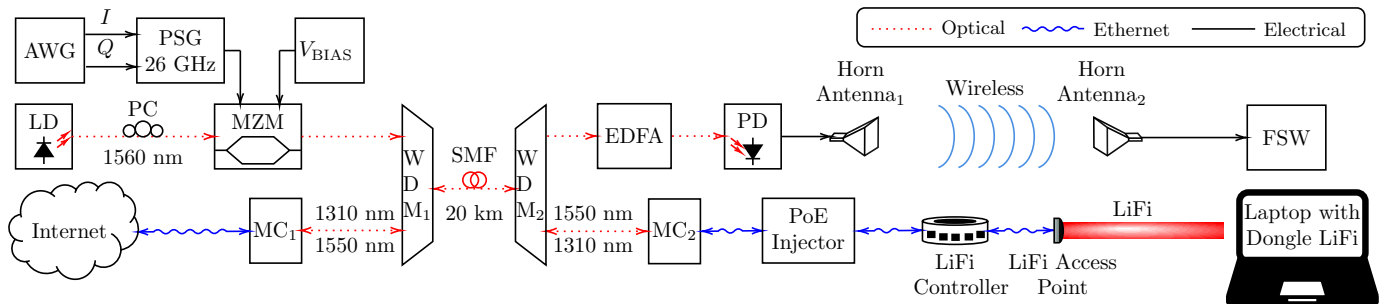 AWG
I
Q
PSG
26 GHz
V_BIAS
Optical
Ethernet
Electrical
LD
PC
1560 nm
MZM
W
D
M₁
SMF
20 km
W
D
M₂
EDFA
PD
Horn
Antenna₁
Wireless
Horn
Antenna₂
FSW
Internet
MC₁
1310 nm
1550 nm
1550 nm
1310 nm
MC₂
PoE
Injector
LiFi
Controller
LiFi Access
Point
LiFi
Laptop with
Dongle LiFi